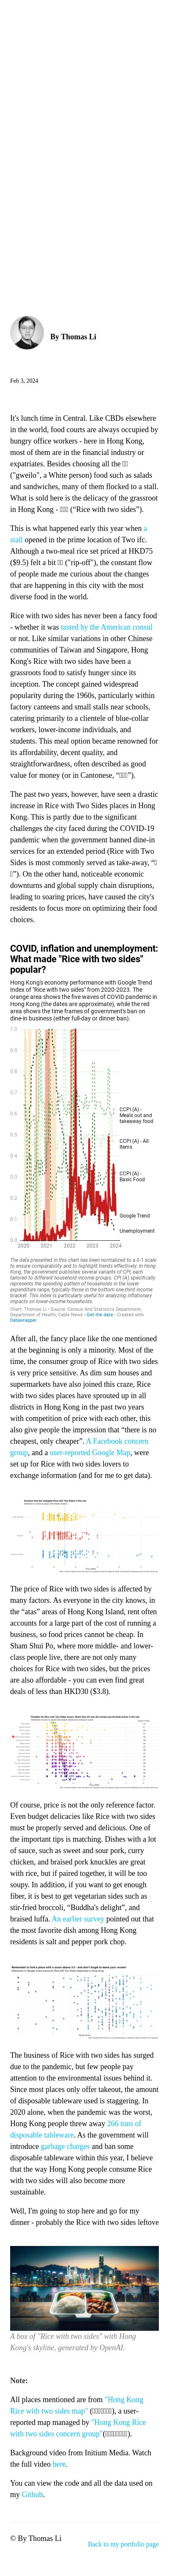 By Thomas Li
Feb 3, 2024
It's lunch time in Central. Like CBDs elsewhere
in the world, food courts are always occupied by
hungry office workers - here in Hong Kong,
most of them are in the financial industry or
expatriates. Besides choosing all the
("gweilo", a White person) food such as salads
and sandwiches, many of them flocked to a stall.
What is sold here is the delicacy of the grassroot
in Hong Kong - (“Rice with two sides”).
This is what happened early this year when a
stall opened in the prime location of Two ifc.
Although a two-meal rice set priced at HKD75
($9.5) felt a bit ("rip-off"), the constant flow
of people made me curious about the changes
that are happening in this city with the most
diverse food in the world.
Rice with two sides has never been a fancy food
- whether it was tasted by the American consul
or not. Like similar variations in other Chinese
communities of Taiwan and Singapore, Hong
Kong's Rice with two sides have been a
grassroots food to satisfy hunger since its
inception. The concept gained widespread
popularity during the 1960s, particularly within
factory canteens and small stalls near schools,
catering primarily to a clientele of blue-collar
workers, lower-income individuals, and
students. This meal option became renowned for
its affordability, decent quality, and
straightforwardness, often described as good
value for money (or in Cantonese, “”).
The past two years, however, have seen a drastic
increase in Rice with Two Sides places in Hong
Kong. This is partly due to the significant
challenges the city faced during the COVID-19
pandemic when the government banned dine-in
services for an extended period (Rice with Two
Sides is most commonly served as take-away, “
”). On the other hand, noticeable economic
downturns and global supply chain disruptions,
leading to soaring prices, have caused the city's
residents to focus more on optimizing their food
choices.
COVID, inflation and unemployment:
What made "Rice with two sides"
popular?
Hong Kong's economy performance with Google Trend
Index of "Rice with two sides" from 2020-2023. The
orange area shows the five waves of COVID pandemic in
Hong Kong (the dates are approximate), while the red
area shows the time frames of government's ban on
dine-in business (either full-day or dinner ban).
1.0
0.9
0.8
0.7
0.6
0.5
0.4
0.3
0.2
0.1
0.0
CCPI (A) -
Meals out and
takeaway food
CCPI (A) - All
Items
CCPI (A) -
Basic Food
Google Trend
Unemployment
2020 2021 2022 2023 2024
The data presented in this chart has been normalized to a 0-1 scale
to ensure comparability and to highlight trends effectively. In Hong
Kong, the government publishes several variants of CPI, each
tailored to different household income groups. CPI (A) specifically
represents the spending pattern of households in the lower
expenditure range, typically those in the bottom one-third income
bracket. This index is particularly useful for analyzing inflationary
impacts on lower-income households.
Chart: Thomas Li • Source: Census And Statistics Department,
Department of Health, Cable News • Get the data • Created with
Datawrapper
After all, food choices like the one mentioned
at the beginning is only a minority. Most of the
time, the consumer group of Rice with two sides
is very price sensitive. As dim sum houses and
supermarkets have also joined this craze, Rice
with two sides places have popped up in all
districts in Hong Kong in the past two years
with competition of price with each other, this
also gives people the impression that “there is no
cheapest, only cheaper”. A Facebook concern
group, and a user-reported Google Map, were
set up for Rice with two sides lovers to
exchange information (and for me to get data).
The price of Rice with two sides is affected by
many factors. As everyone in the city knows, in
the “atas” areas of Hong Kong Island, rent often
accounts for a large part of the cost of running a
business, so food prices cannot be cheap. In
Sham Shui Po, where more middle- and lower-
class people live, there are not only many
choices for Rice with two sides, but the prices
are also affordable - you can even find great
deals of less than HKD30 ($3.8).
Of course, price is not the only reference factor.
Even budget delicacies like Rice with two sides
must be properly seasoned and delicious. One of
the important tips is matching. Dishes with a lot
of sauce, such as sweet and sour pork, curry
chicken, and braised pork knuckles are great
with rice, but if paired together, it will be too
soupy. In addition, if you want to get enough
fiber, it is best to pair vegetarian sides such as
stir-fried broccoli, “Buddha's delight”, and
braised luffa. An earlier survey pointed out that
the most favorite dish among Hong Kong
residents is salt and pepper pork chop.
Remember to find a place with a score above 3.5 - and don't forget to leave your review!
The business of Rice with two sides has surged
due to the pandemic, but few people pay
attention to the environmental issues behind it.
Since most places only offer takeout, the amount
of disposable tableware used is staggering. In
2020 alone, when the pandemic was the worst,
Hong Kong people threw away 266 tons of
disposable tableware. As the government will
introduce garbage charges and ban some
disposable tableware within this year, I believe
that the way Hong Kong people consume Rice
with two sides will also become more
sustainable.
Well, I'm going to stop here and go for my
dinner - probably the Rice with two sides leftove
A box of "Rice with two sides" with Hong
Kong's skyline, generated by OpenAI.
Note:
All places mentioned are from "Hong Kong
Rice with two sides map" (), a user-
reported map managed by "Hong Kong Rice
with two sides concern group"().
Background video from Initium Media. Watch
the full video here.
You can view the code and all the data used on
my Github.
© By Thomas Li
Back to my portfolio page